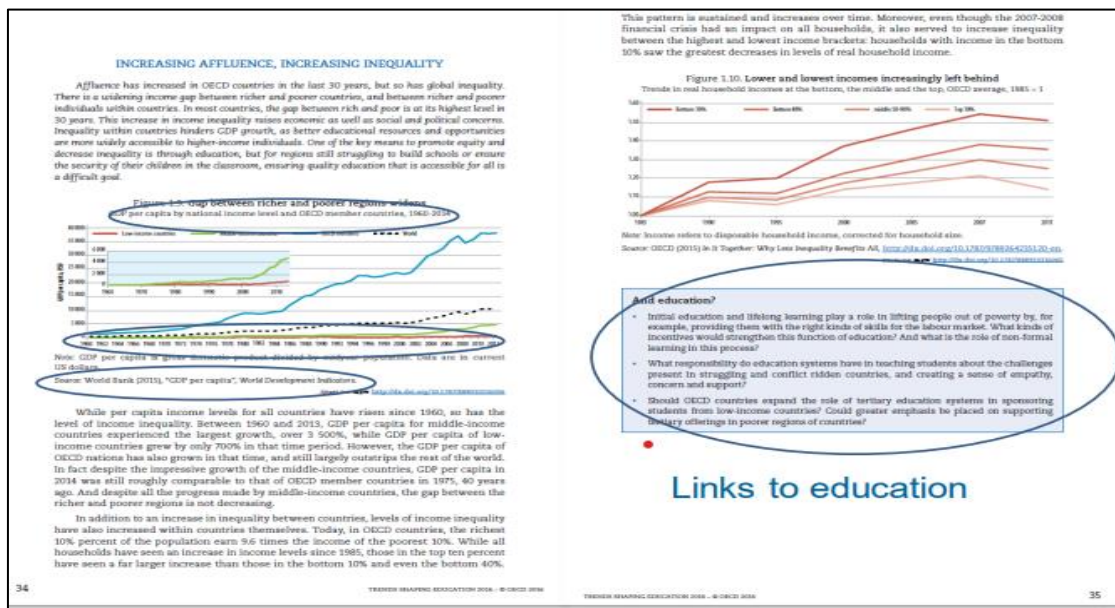 INCREASING AFFLUENCE, INCREASING INEQUALITY
Affluence has increased in OECD countries in the last 30 years, but so has global inequality.
There is a widening income gap between richer and poorer countries, and between richer and poorer
individuals within countries. In most countries, the gap between rich and poor is at its highest level in
30 years. This increase in income inequality raises economic as well as social and political concerns.
Inequality within countries hinders GDP growth, as better educational resources and opportunities
are more widely accessible to higher-income individuals. One of the key means to promote equity and
decrease inequality is through education, but for regions still struggling to build schools or ensure
the security of their children in the classroom, ensuring quality education that is accessible for all is
a difficult goal.
Figure 1.9. Gap between richer and poorer regions widens
GDP per capita by national income level and OECD member countries, 1960-2014
Low-income countries
World
Note: GDP per capita is gross domestic product divided by midyear population. Data are in current
US dollars.
Source: World Bank (2015), "GDP per capita", World Development Indicators.
While per capita income levels for all countries have risen since 1960, so has the
level of income inequality. Between 1960 and 2013, GDP per capita for middle-income
countries experienced the largest growth, over 3 500%, while GDP per capita of low-
income countries grew by only 700% in that time period. However, the GDP per capita of
OECD nations has also grown in that time, and still largely outstrips the rest of the world.
In fact despite the impressive growth of the middle-income countries, GDP per capita in
2014 was still roughly comparable to that of OECD member countries in 1975, 40 years
ago. And despite all the progress made by middle-income countries, the gap between the
richer and poorer regions is not decreasing.
In addition to an increase in inequality between countries, levels of income inequality
have also increased within countries themselves. Today, in OECD countries, the richest
10% percent of the population earn 9.6 times the income of the poorest 10%. While all
households have seen an increase in income levels since 1985, those in the top ten percent
have seen a far larger increase than those in the bottom 10% and even the bottom 40%.
34
TRENDS SHAPING EDUCATION 2016 – © OECD 2016
This pattern is sustained and increases over time. Moreover, even though the 2007-2008
financial crisis had an impact on all households, it also served to increase inequality
between the highest and lowest income brackets: households with income in the bottom
10% saw the greatest decreases in levels of real household income.
Figure 1.10. Lower and lowest incomes increasingly left behind
Trends in real household incomes at the bottom, the middle and the top, OECD average, 1985 = 1
Bottom 10% Bottom 40% Top 10%
Note: Income refers to disposable household income, corrected for household size.
Source: OECD (2015) In It Together: Why Less Inequality Benefits All, http://dx.doi.org/10.1787/9789264235120-en.
And education?
• Initial education and lifelong learning play a role in lifting people out of poverty by, for
example, providing them with the right kinds of skills for the labour market. What kinds of
incentives would strengthen this function of education? And what is the role of non-formal
learning in this process?
• What responsibility do education systems have in teaching students about the challenges
present in struggling and conflict ridden countries, and creating a sense of empathy,
concern and support?
• Should OECD countries expand the role of tertiary education systems in sponsoring
students from low-income countries? Could greater emphasis be placed on supporting
tertiary offerings in poorer regions of countries?
Links to education
TRENDS SHAPING EDUCATION 2016 – © OECD 2016
35